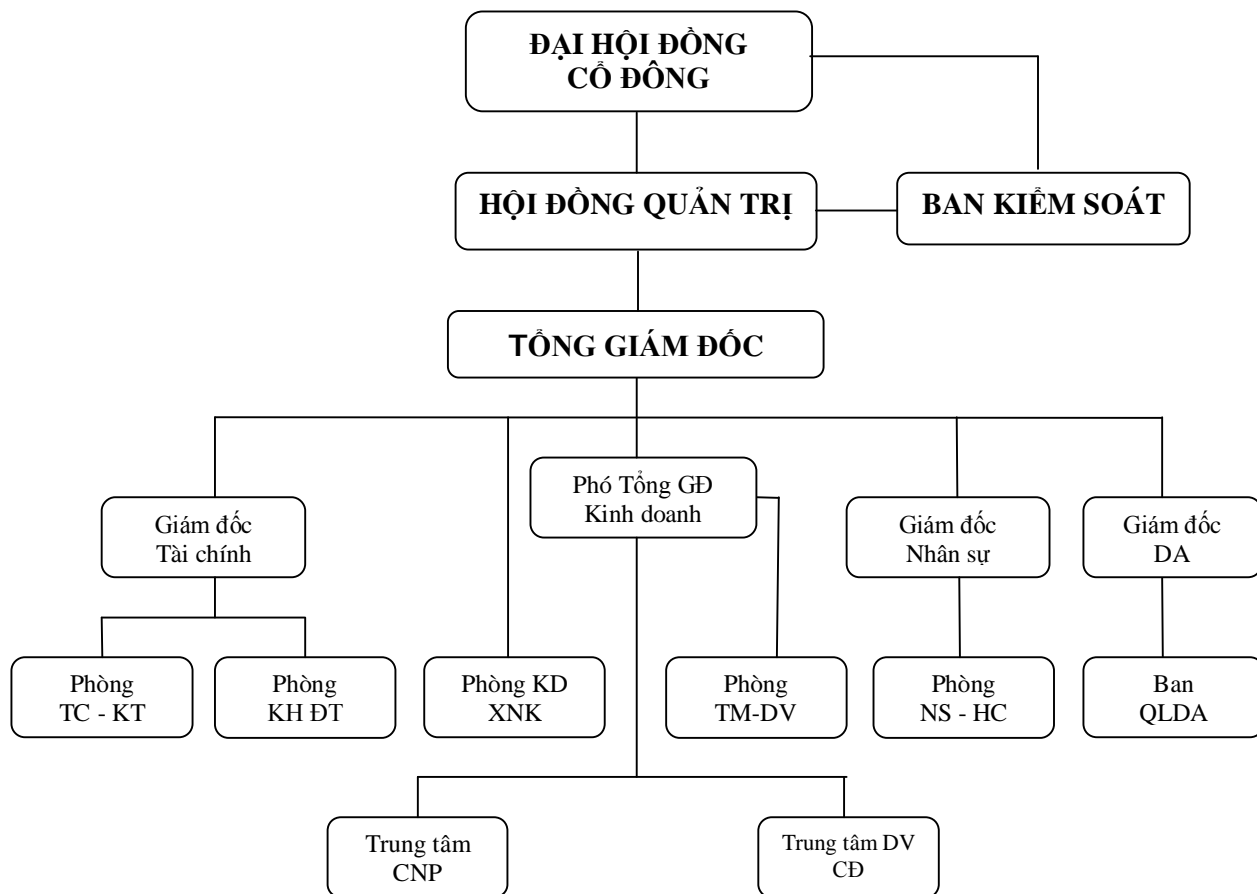 ĐẠI HỘI ĐỒNG
CỔ ĐÔNG
HỘI ĐỒNG QUẢN TRỊ
BAN KIỂM SOÁT
TỔNG GIÁM ĐỐC
Phó Tổng GĐ
Kinh doanh
Giám đốc
Tài chính
Giám đốc
Nhân sự
Giám đốc
DA
Phòng
TC - KT
Phòng
KH ĐT
Phòng KD
XNK
Phòng
TM-DV
Phòng
NS - HC
Ban
QLDA
Trung tâm
CNP
Trung tâm DV
CĐ